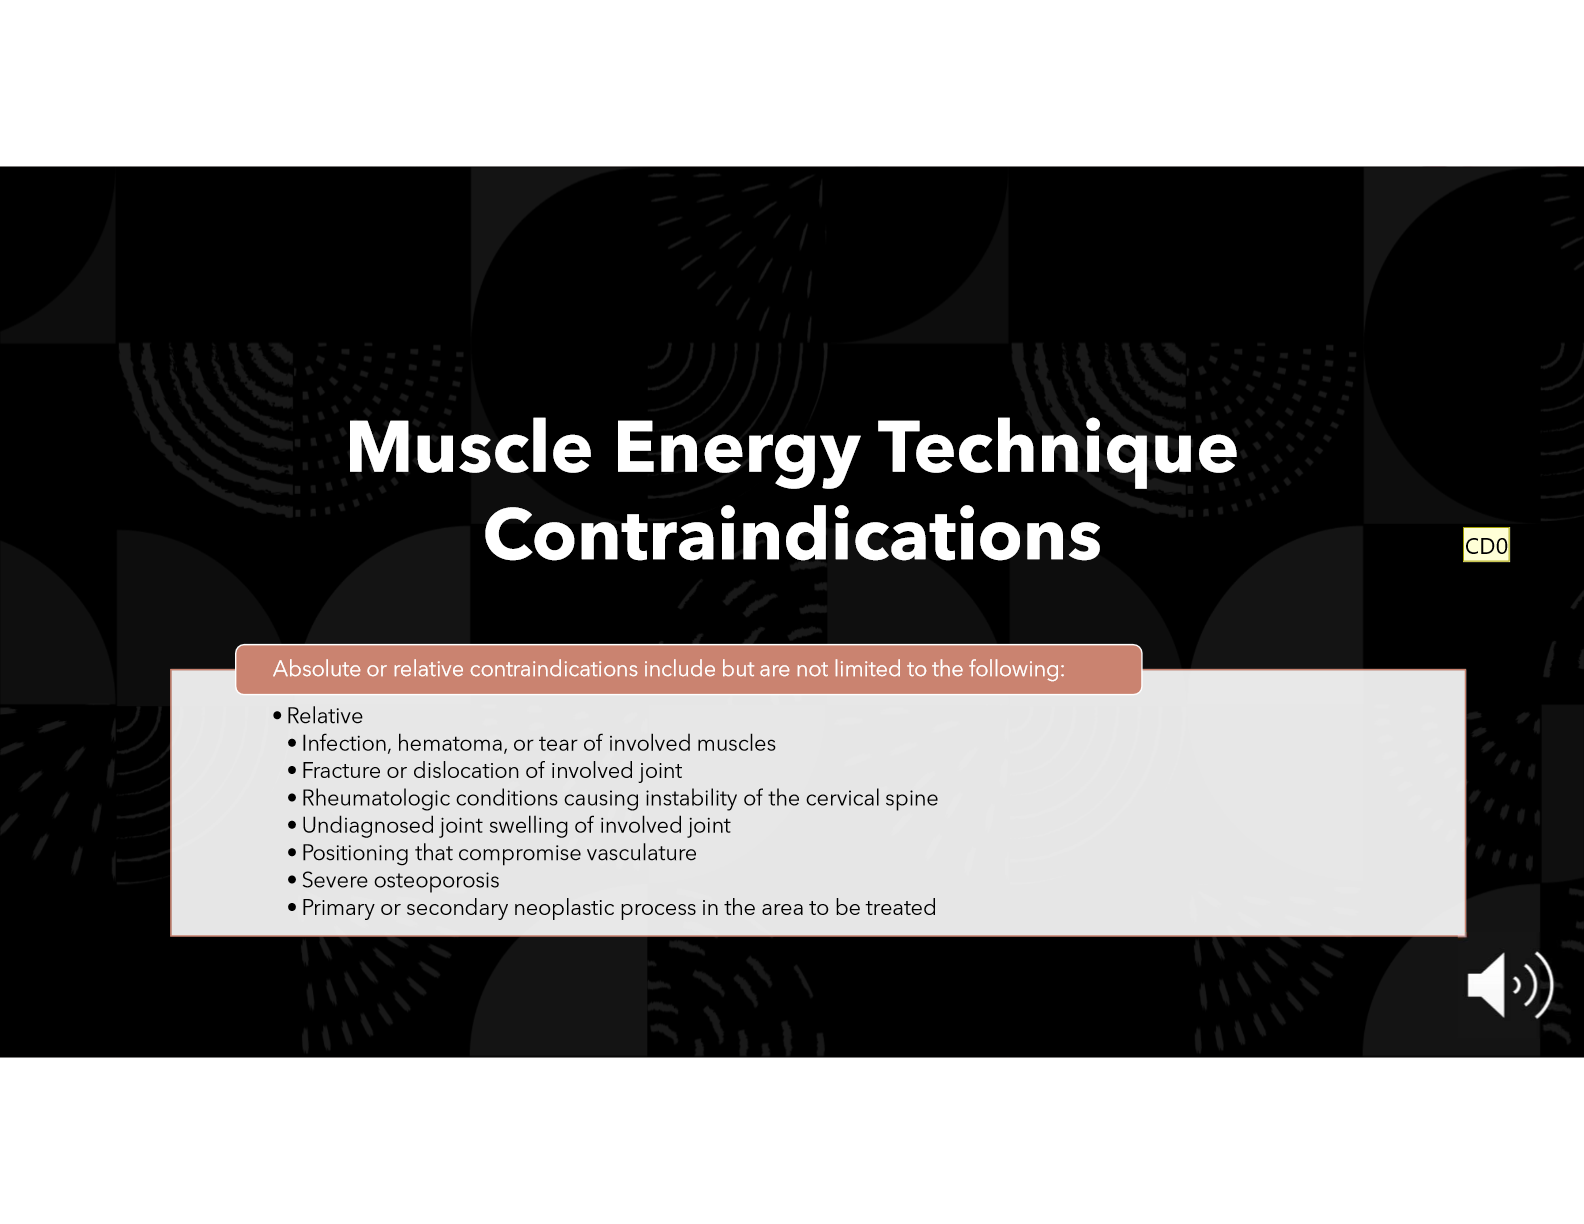 Muscle Energy Technique
Contraindications
CD0
Absolute or relative contraindications include but are not limited to the following:
• Relative
• Infection, hematoma, or tear of involved muscles
• Fracture or dislocation of involved joint
• Rheumatologic conditions causing instability of the cervical spine
• Undiagnosed joint swelling of involved joint
• Positioning that compromise vasculature
• Severe osteoporosis
• Primary or secondary neoplastic process in the area to be treated